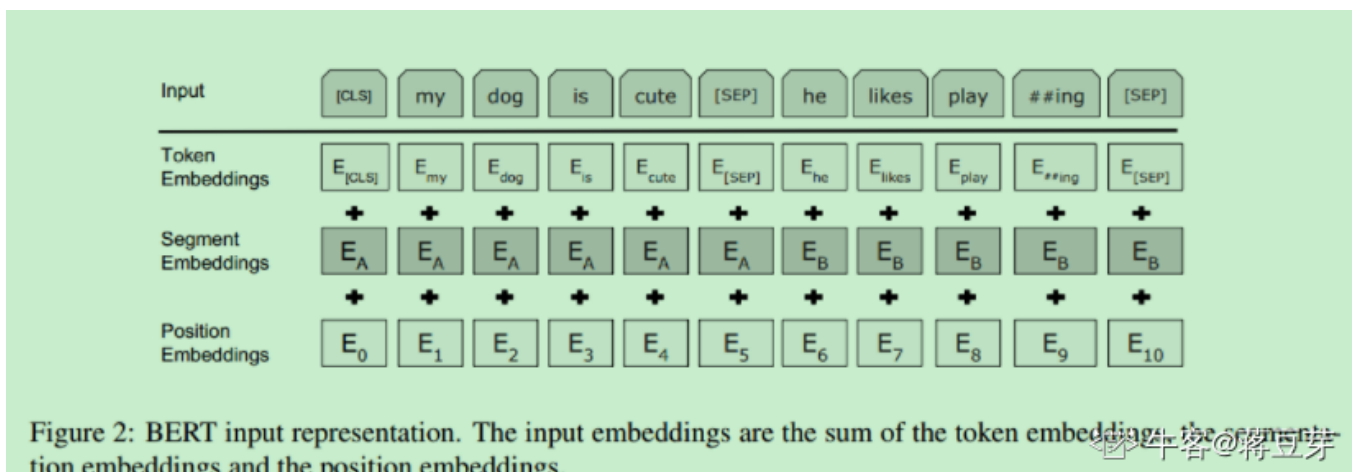 Input [CLS] my dog is cute [SEP] he likes play ##ing [SEP]
Token
Embeddings E[CLS] Emy Edog Eis Ecute E[SEP] Ehe Elikes Eplay E##ing E[SEP]
+ + + + + + + + + + +
Segment
Embeddings EA EA EA EA EA EA EB EB EB EB EB
+ + + + + + + + + + +
Position
Embeddings E0 E1 E2 E3 E4 E5 E6 E7 E8 E9 E10
Figure 2: BERT input representation. The input embeddings are the sum of the token embeddings, the segmenta-
tion embeddings and the position embeddings.
牛客@蒋豆芽